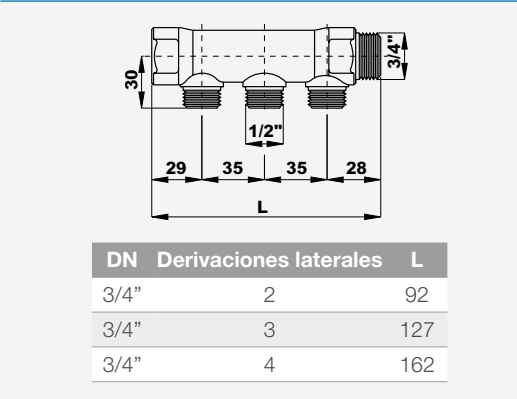 3/4"
30
1/2"
29 35 35 28
L
DN Derivaciones laterales L
3/4” 2 92
3/4” 3 127
3/4” 4 162